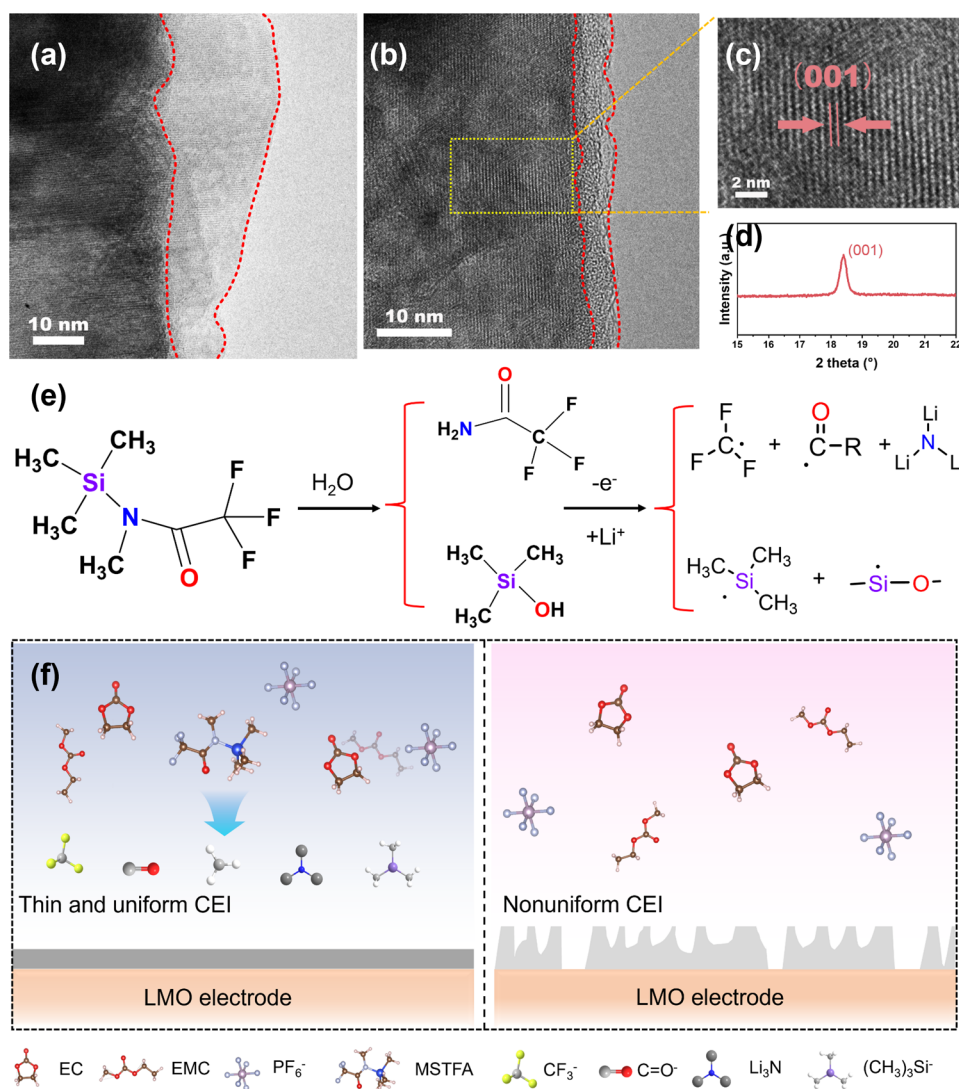 (a)
10 nm
(b)
10 nm
(c)
(001)
2 nm
(d)
Intensity (a.u.)
(001)
15 16 17 18 19 20 21 22
2 theta (°)
(e)
H₃C
CH₃
Si
H₃C
N
H₃C
O
F
F
F
H₂O
O
H₂N
C
F
F
F
CH₃
H₃C
Si
H₃C
OH
-e⁻
+Li⁺
F
F
C·
F
+
O
·C–R
+
Li
N
Li
Li
H₃C
CH₃
·Si
CH₃
+
Si–O
(f)
Thin and uniform CEI
LMO electrode
Nonuniform CEI
LMO electrode
EC
EMC
PF₆⁻
MSTFA
CF₃⁻
C=O⁻
Li₃N
(CH₃)₃Si⁻